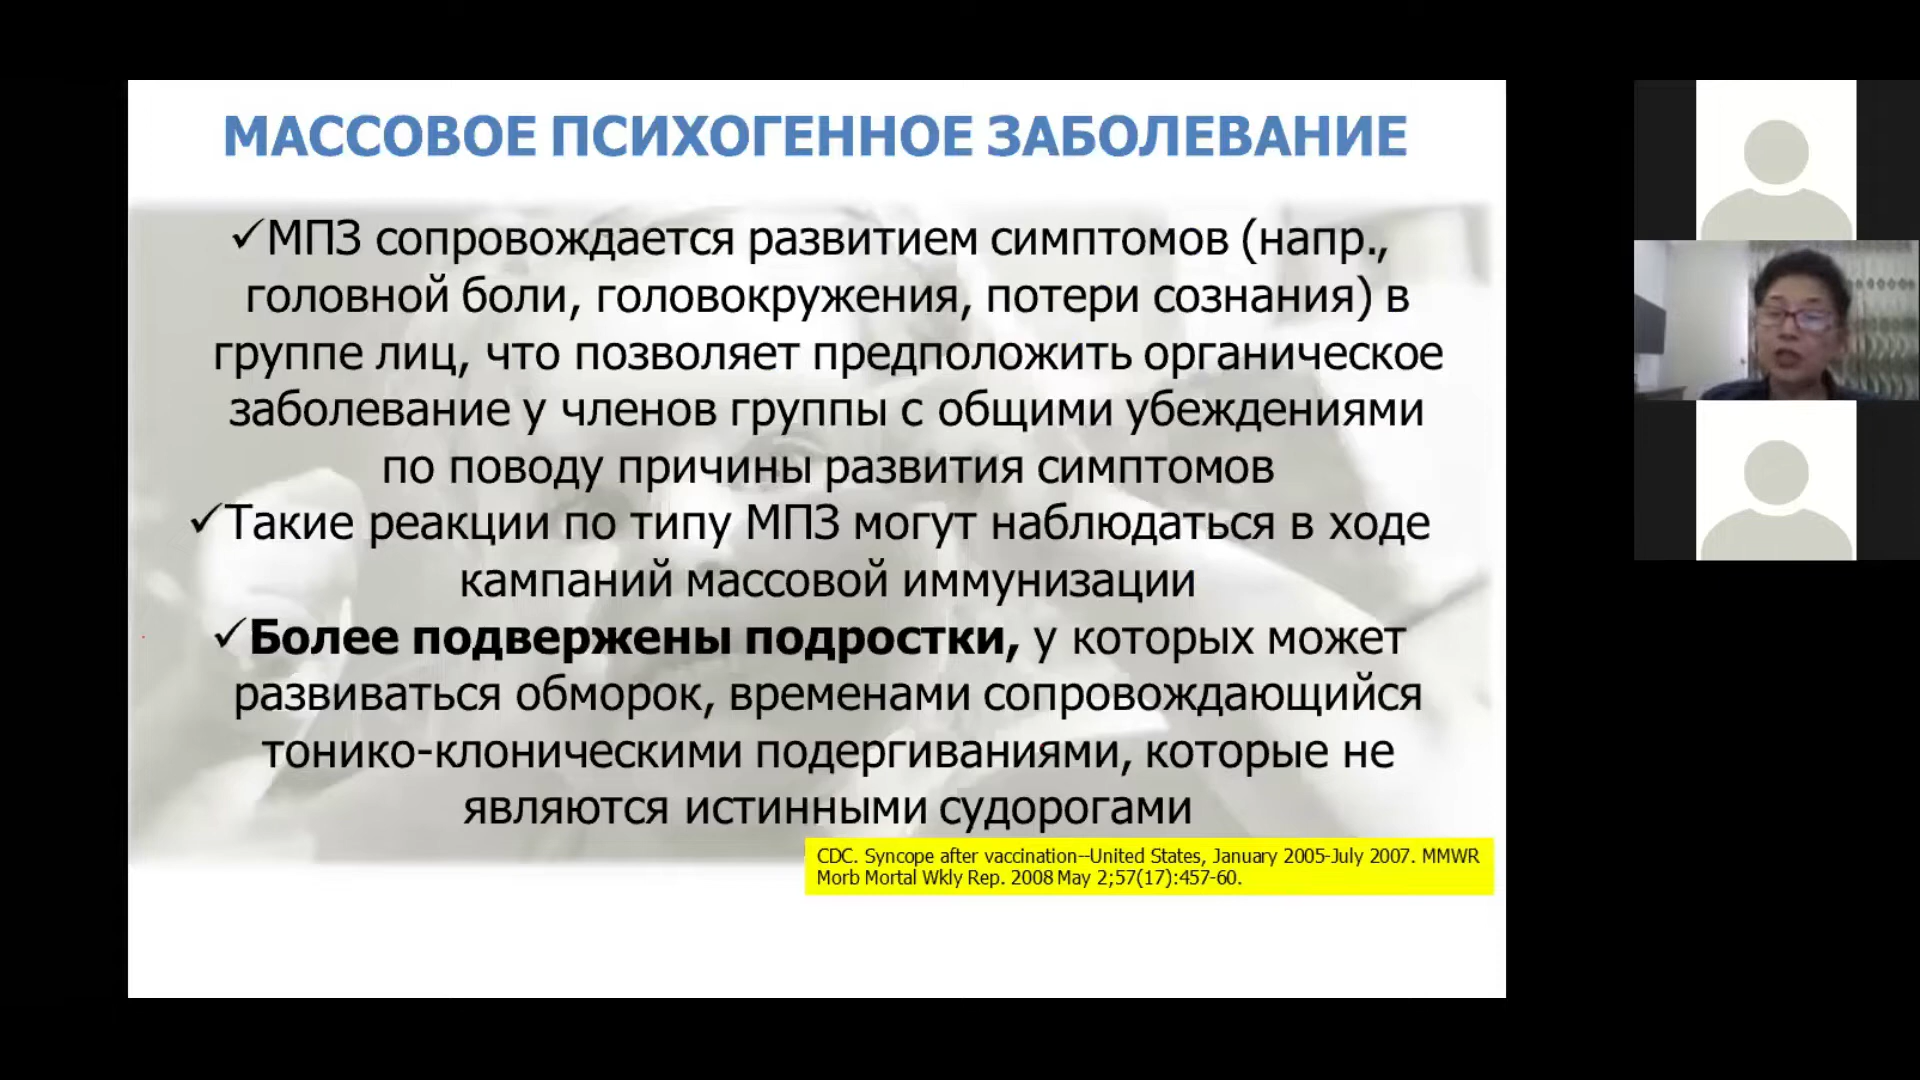 МАССОВОЕ ПСИХОГЕННОЕ ЗАБОЛЕВАНИЕ
✓МПЗ сопровождается развитием симптомов (напр.,
головной боли, головокружения, потери сознания) в
группе лиц, что позволяет предположить органическое
заболевание у членов группы с общими убеждениями
по поводу причины развития симптомов
✓Такие реакции по типу МПЗ могут наблюдаться в ходе
кампаний массовой иммунизации
✓Более подвержены подростки, у которых может
развиваться обморок, временами сопровождающийся
тонико-клоническими подергиваниями, которые не
являются истинными судорогами
CDC. Syncope after vaccination--United States, January 2005-July 2007. MMWR
Morb Mortal Wkly Rep. 2008 May 2;57(17):457-60.